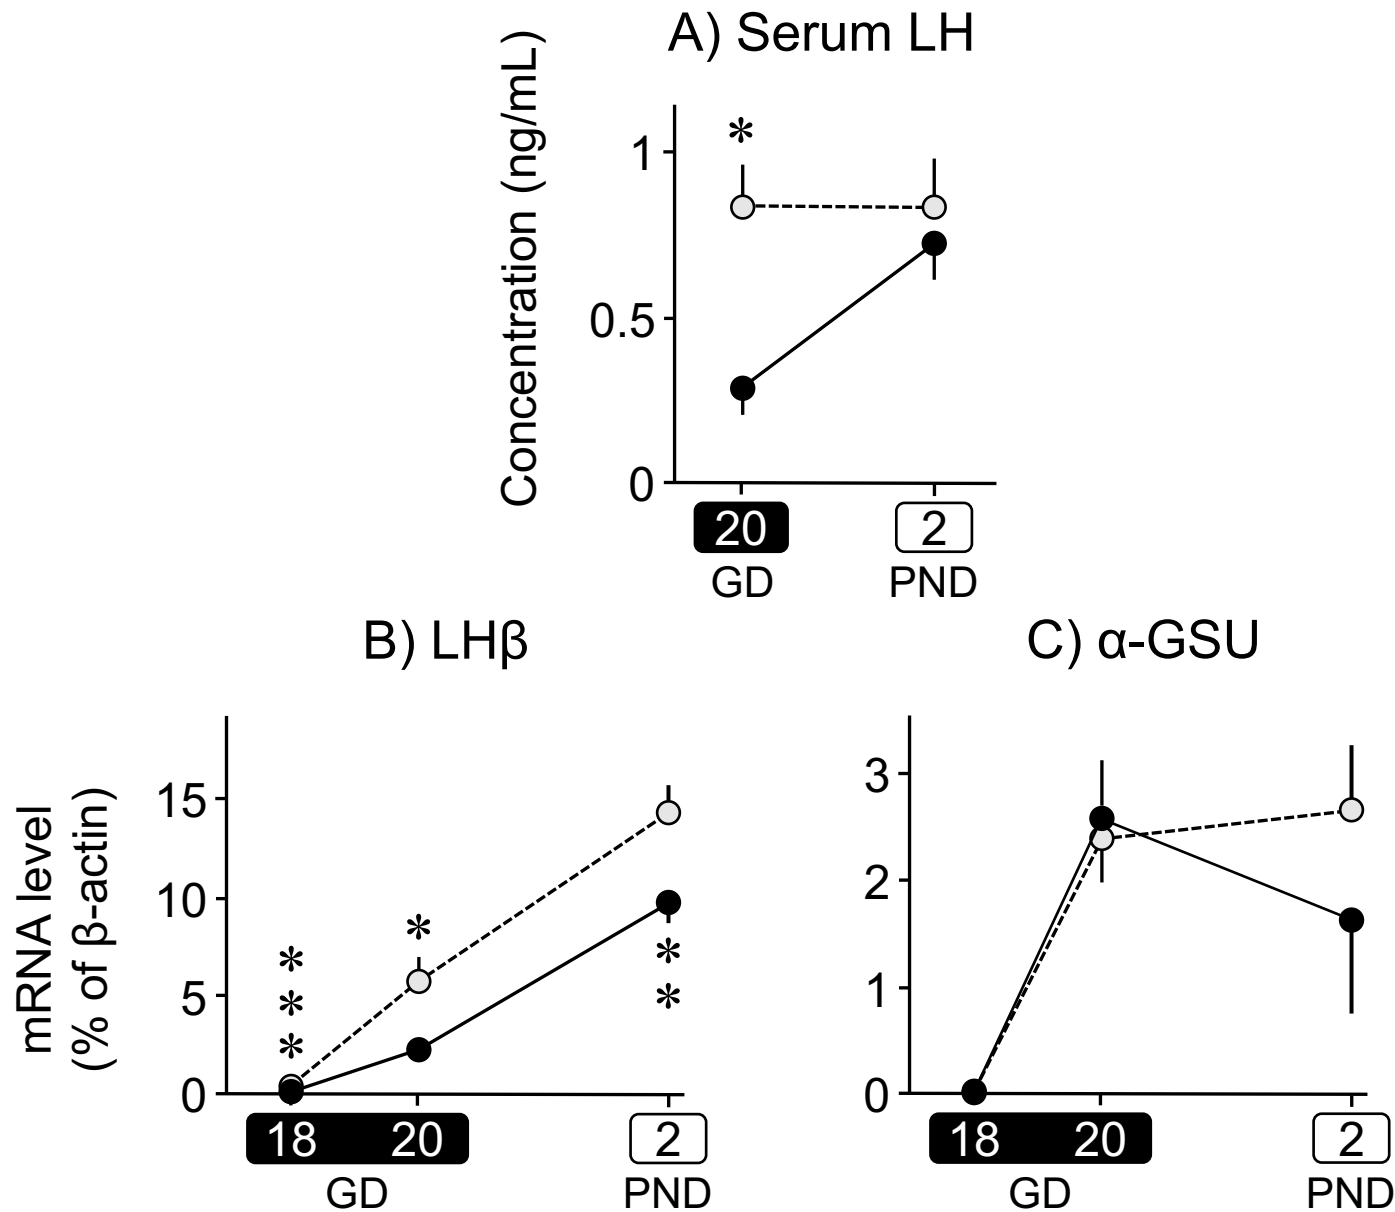 A) Serum LH
Concentration (ng/mL)
1
*
0.5
0
20
2
GD
PND
B) LHβ
C) α-GSU
mRNA level
(% of β-actin)
15
10
5
0
*
*
*
*
*
*
18
20
2
GD
PND
3
2
1
0
18
20
2
GD
PND